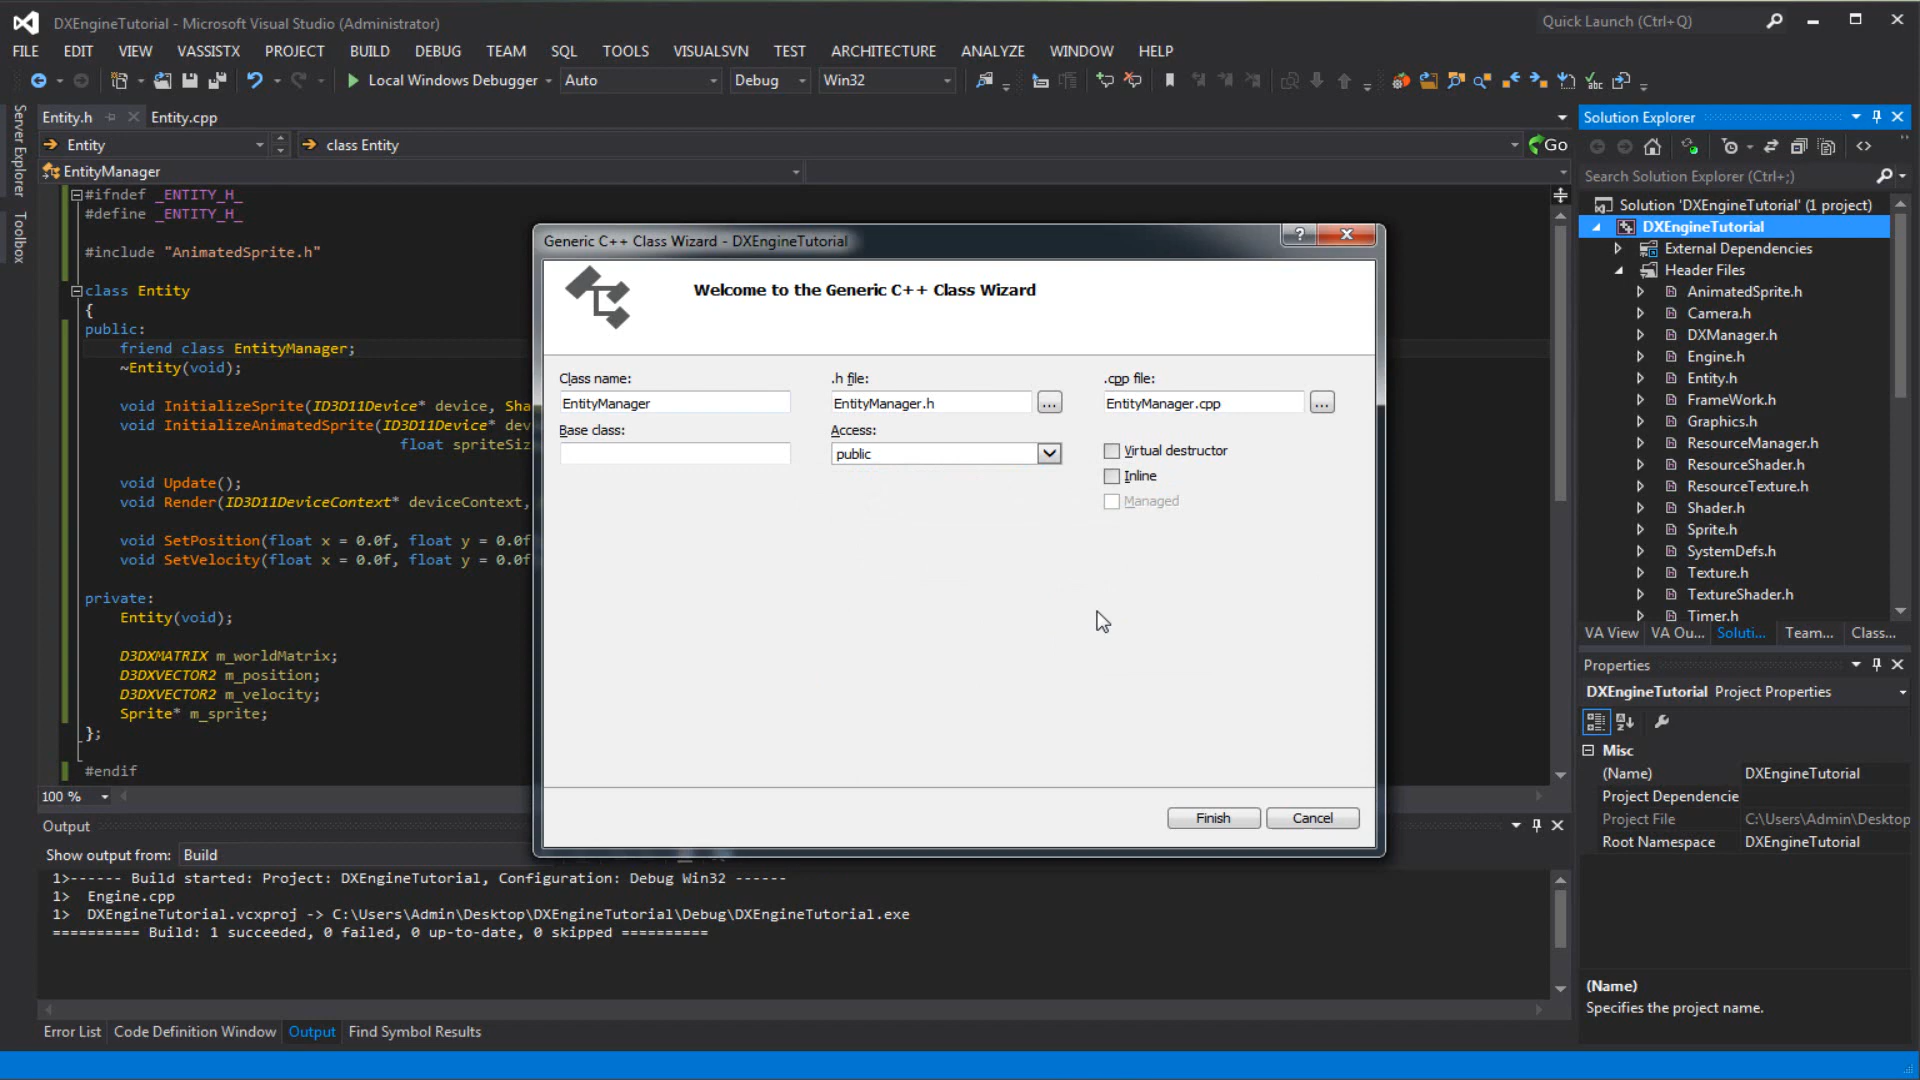 DXEngineTutorial - Microsoft Visual Studio (Administrator)
Quick Launch (Ctrl+Q)
FILE EDIT VIEW VASSISTX PROJECT BUILD DEBUG TEAM SQL TOOLS VISUALSVN TEST ARCHITECTURE ANALYZE WINDOW HELP
Local Windows Debugger Auto Debug Win32
Server Explorer
Toolbox
Entity.h Entity.cpp
Entity class Entity Go
EntityManager
#ifndef _ENTITY_H_
#define _ENTITY_H_
#include "AnimatedSprite.h"
class Entity
{
public:
friend class EntityManager;
~Entity(void);
void InitializeSprite(ID3D11Device* device, Sha
void InitializeAnimatedSprite(ID3D11Device* dev
float spriteSiz
void Update();
void Render(ID3D11DeviceContext* deviceContext,
void SetPosition(float x = 0.0f, float y = 0.0f
void SetVelocity(float x = 0.0f, float y = 0.0f
private:
Entity(void);
D3DXMATRIX m_worldMatrix;
D3DXVECTOR2 m_position;
D3DXVECTOR2 m_velocity;
Sprite* m_sprite;
};
#endif
100 %
Generic C++ Class Wizard - DXEngineTutorial
?
Welcome to the Generic C++ Class Wizard
Class name: .h file: .cpp file:
EntityManager EntityManager.h ... EntityManager.cpp ...
Base class: Access:
public
Virtual destructor
Inline
Managed
Finish Cancel
Output
Show output from: Build
1>------ Build started: Project: DXEngineTutorial, Configuration: Debug Win32 ------
1> Engine.cpp
1> DXEngineTutorial.vcxproj -> C:\Users\Admin\Desktop\DXEngineTutorial\Debug\DXEngineTutorial.exe
========== Build: 1 succeeded, 0 failed, 0 up-to-date, 0 skipped ==========
Error List Code Definition Window Output Find Symbol Results
Solution Explorer
Search Solution Explorer (Ctrl+;)
Solution 'DXEngineTutorial' (1 project)
DXEngineTutorial
External Dependencies
Header Files
AnimatedSprite.h
Camera.h
DXManager.h
Engine.h
Entity.h
FrameWork.h
Graphics.h
ResourceManager.h
ResourceShader.h
ResourceTexture.h
Shader.h
Sprite.h
SystemDefs.h
Texture.h
TextureShader.h
Timer.h
VA View VA Ou... Soluti... Team... Class...
Properties
DXEngineTutorial Project Properties
Misc
(Name) DXEngineTutorial
Project Dependencie
Project File C:\Users\Admin\Desktop
Root Namespace DXEngineTutorial
(Name)
Specifies the project name.